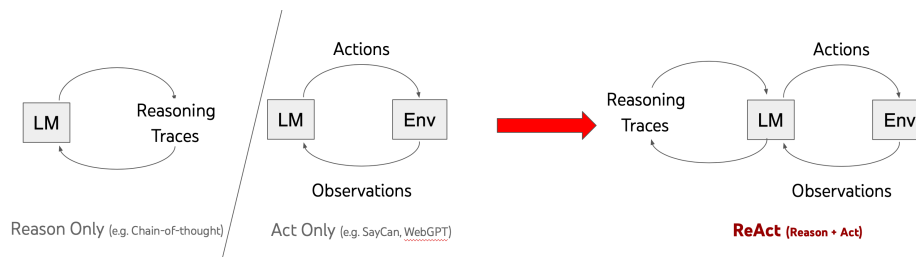 LM
Reasoning
Traces
Reason Only (e.g. Chain-of-thought)
Actions
LM
Env
Observations
Act Only (e.g. SayCan, WebGPT)
Reasoning
Traces
LM
Actions
Env
Observations
ReAct (Reason + Act)